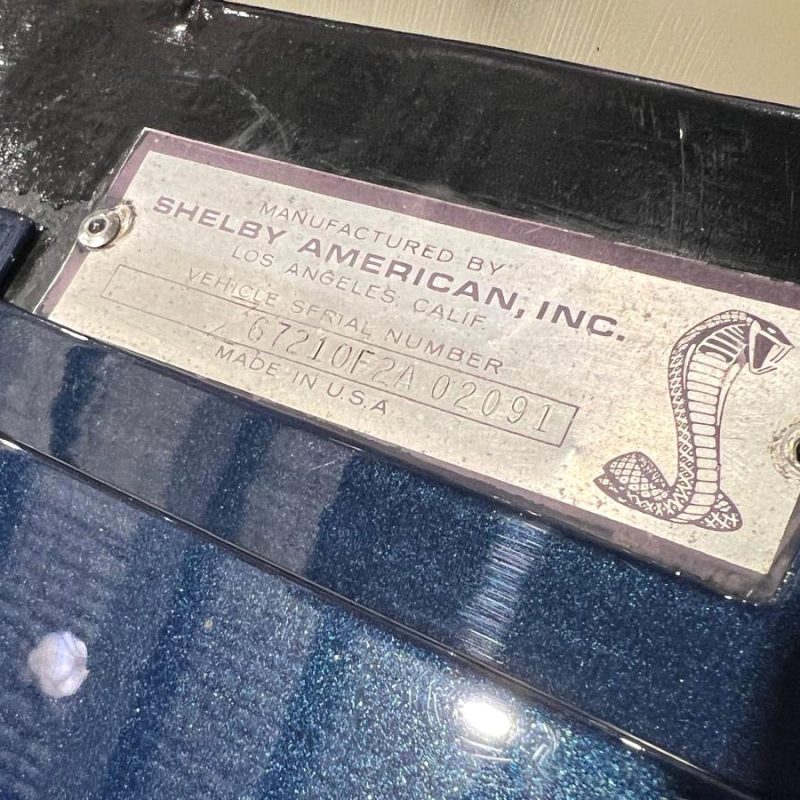 MANUFACTURED BY
SHELBY AMERICAN, INC.
LOS ANGELES, CALIF.
VEHICLE SERIAL NUMBER
67210F2A 02091
MADE IN U.S.A